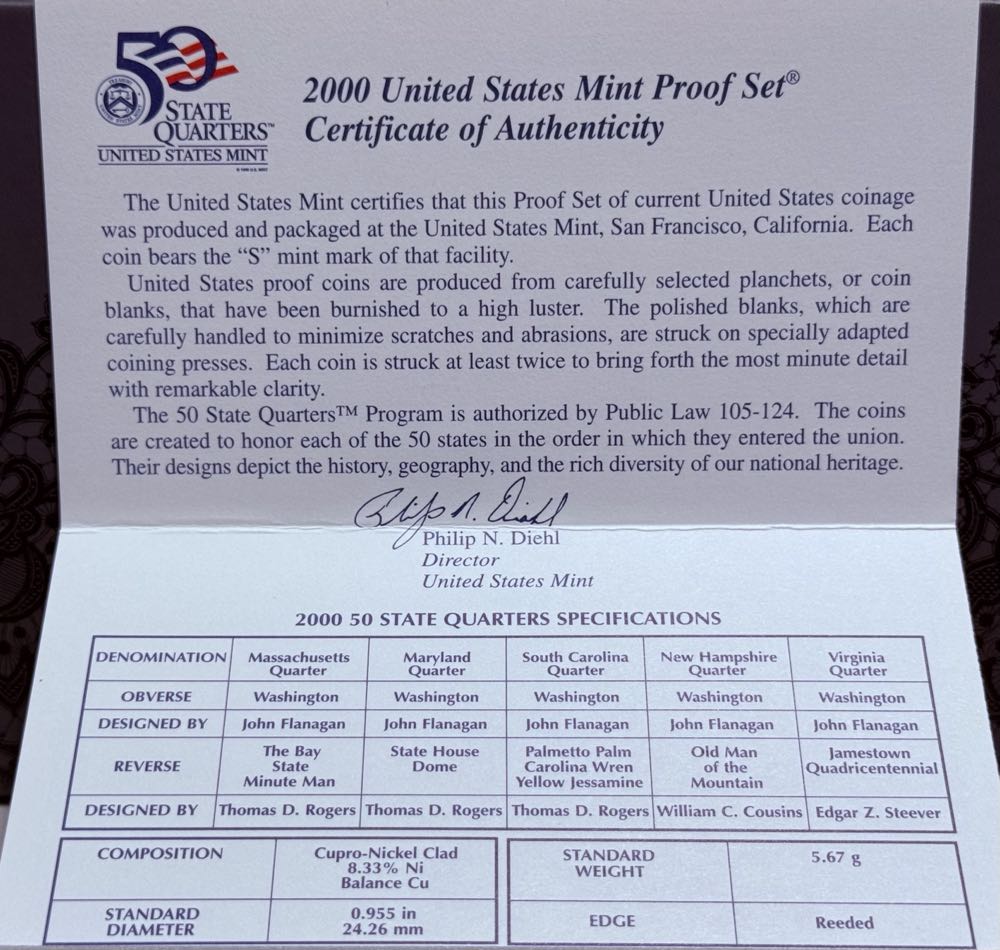 50
STATE
QUARTERS™
UNITED STATES MINT
2000 United States Mint Proof Set®
Certificate of Authenticity
The United States Mint certifies that this Proof Set of current United States coinage
was produced and packaged at the United States Mint, San Francisco, California. Each
coin bears the “S” mint mark of that facility.
United States proof coins are produced from carefully selected planchets, or coin
blanks, that have been burnished to a high luster. The polished blanks, which are
carefully handled to minimize scratches and abrasions, are struck on specially adapted
coining presses. Each coin is struck at least twice to bring forth the most minute detail
with remarkable clarity.
The 50 State Quarters™ Program is authorized by Public Law 105-124. The coins
are created to honor each of the 50 states in the order in which they entered the union.
Their designs depict the history, geography, and the rich diversity of our national heritage.
Philip N. Diehl
Philip N. Diehl
Director
United States Mint
2000 50 STATE QUARTERS SPECIFICATIONS
DENOMINATION Massachusetts Quarter Maryland Quarter South Carolina Quarter New Hampshire Quarter Virginia Quarter
OBVERSE Washington Washington Washington Washington Washington
DESIGNED BY John Flanagan John Flanagan John Flanagan John Flanagan John Flanagan
REVERSE The Bay State Minute Man State House Dome Palmetto Palm Carolina Wren Yellow Jessamine Old Man of the Mountain Jamestown Quadricentennial
DESIGNED BY Thomas D. Rogers Thomas D. Rogers Thomas D. Rogers William C. Cousins Edgar Z. Steever
COMPOSITION Cupro-Nickel Clad 8.33% Ni Balance Cu STANDARD WEIGHT 5.67 g
STANDARD DIAMETER 0.955 in 24.26 mm EDGE Reeded